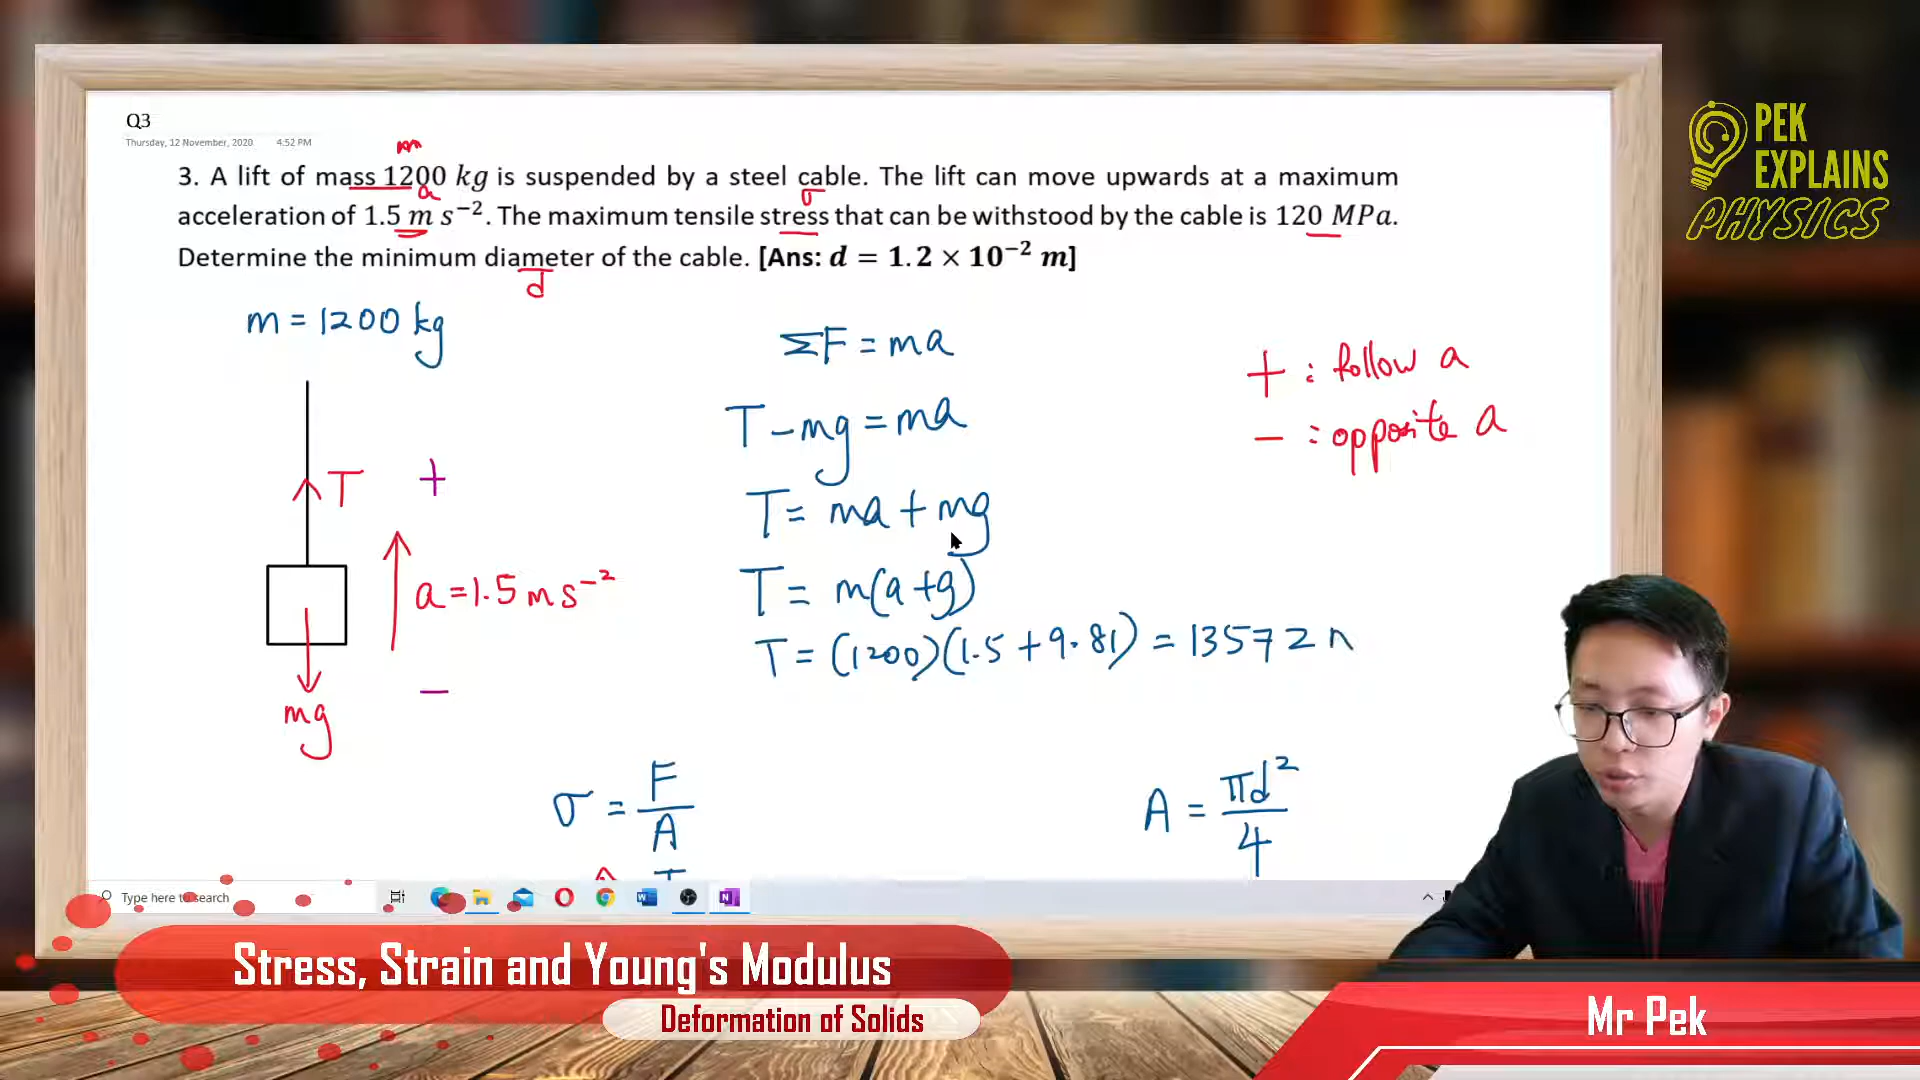 Q3
Thursday, 12 November, 2020 4:52 PM
m
3. A lift of mass 1200 kg is suspended by a steel cable. The lift can move upwards at a maximum
a σ
acceleration of 1.5 m s⁻². The maximum tensile stress that can be withstood by the cable is 120 MPa.
Determine the minimum diameter of the cable. [Ans: d = 1.2 × 10⁻² m]
d
m = 1200 kg
T
+
a = 1.5 m s⁻²
−
mg
ΣF = ma
T − mg = ma
T = ma + mg
T = m(a + g)
T = (1200)(1.5 + 9.81) = 13572 N
+ : follow a
− : opposite a
σ = F/A
A = πd²/4
PEK
EXPLAINS
PHYSICS
Type here to search
Stress, Strain and Young's Modulus
Deformation of Solids
Mr Pek